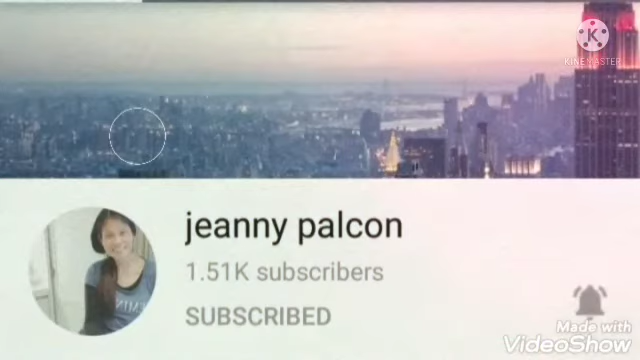 K
KINEMASTER
jeanny palcon
1.51K subscribers
SUBSCRIBED
Made with
VideoShow